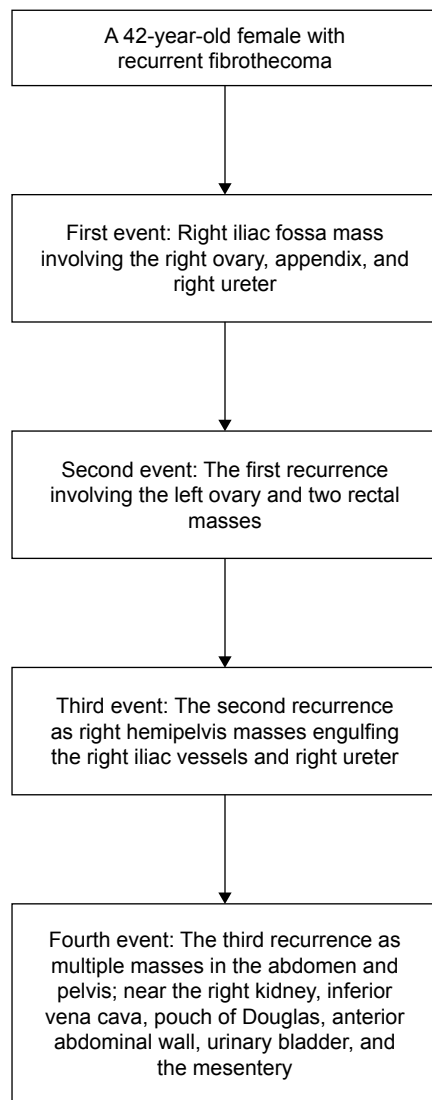 A 42-year-old female with
recurrent fibrothecoma
First event: Right iliac fossa mass
involving the right ovary, appendix, and
right ureter
Second event: The first recurrence
involving the left ovary and two rectal
masses
Third event: The second recurrence
as right hemipelvis masses engulfing
the right iliac vessels and right ureter
Fourth event: The third recurrence as
multiple masses in the abdomen and
pelvis; near the right kidney, inferior
vena cava, pouch of Douglas, anterior
abdominal wall, urinary bladder, and
the mesentery